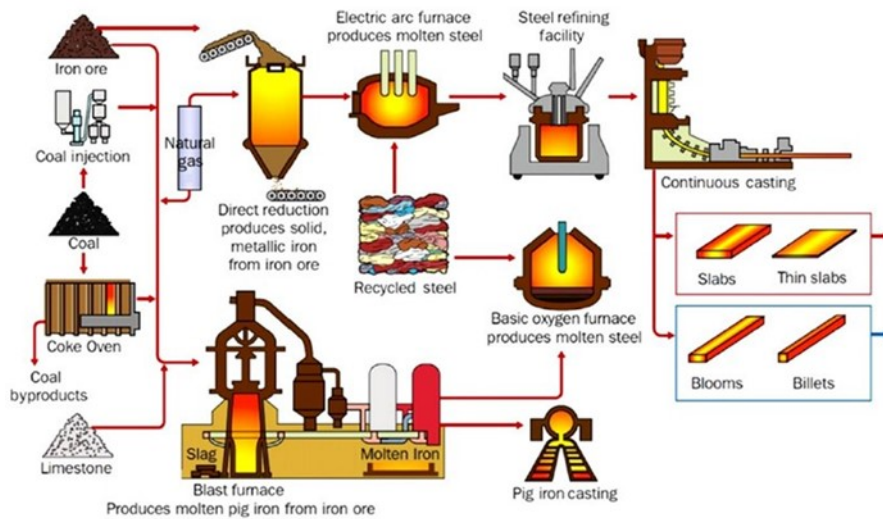 Electric arc furnace
produces molten steel
Steel refining
facility
Iron ore
Coal injection
Natural
gas
Continuous casting
Coal
Direct reduction
produces solid,
metallic iron
from iron ore
Recycled steel
Slabs
Thin slabs
Basic oxygen furnace
produces molten steel
Coke Oven
Coal
byproducts
Blooms
Billets
Limestone
Slag
Molten Iron
Blast furnace
Produces molten pig iron from iron ore
Pig iron casting